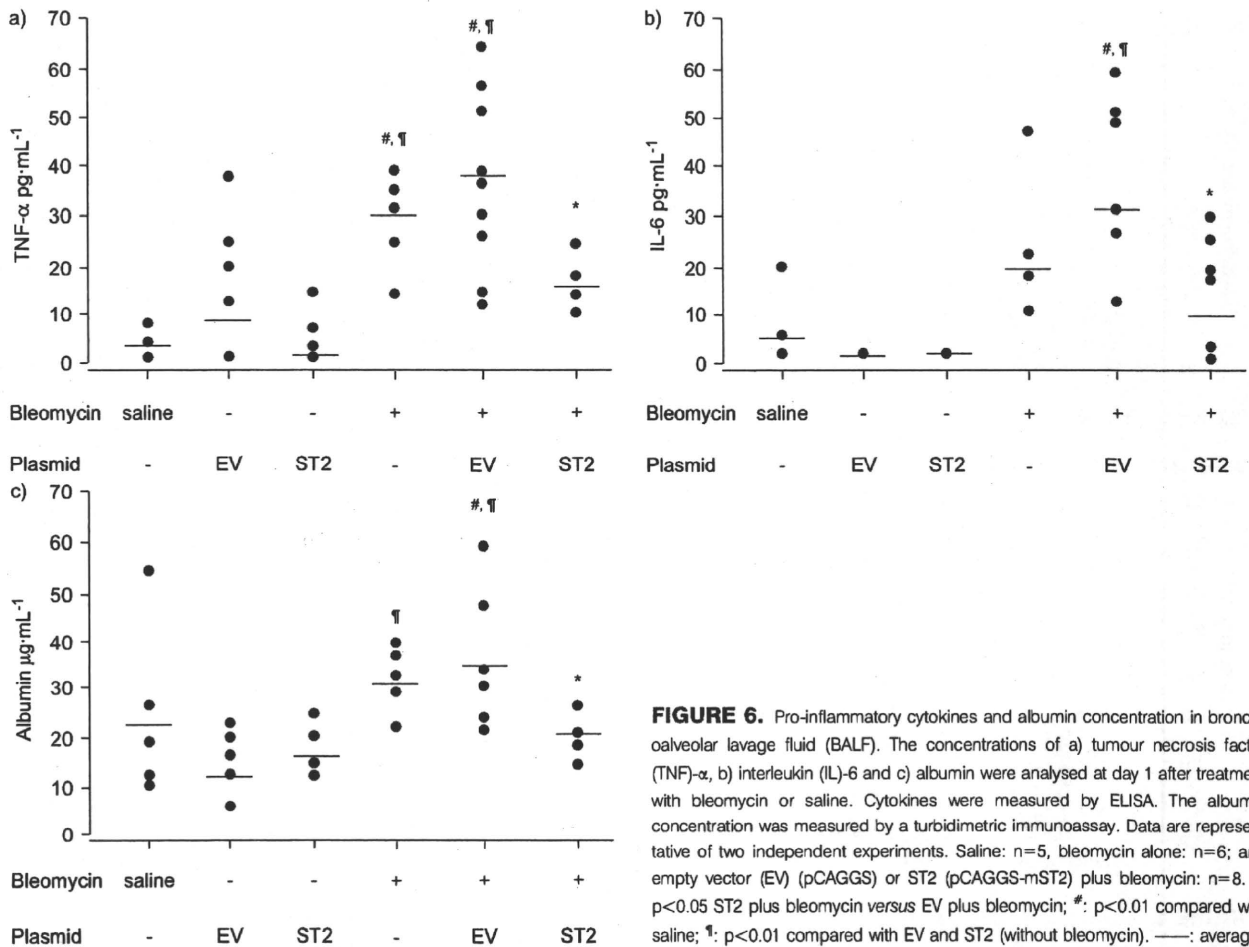 a)
70
60
50
40
30
20
10
0
TNF-α pg·mL⁻¹
#, ¶
#, ¶
*
Bleomycin saline - - + + +
Plasmid - EV ST2 - EV ST2
b)
70
60
50
40
30
20
10
0
IL-6 pg·mL⁻¹
#, ¶
*
Bleomycin saline - - + + +
Plasmid - EV ST2 - EV ST2
c)
70
60
50
40
30
20
10
0
Albumin µg·mL⁻¹
¶
#, ¶
*
Bleomycin saline - - + + +
Plasmid - EV ST2 - EV ST2
FIGURE 6. Pro-inflammatory cytokines and albumin concentration in
oalveolar lavage fluid (BALF). The concentrations of a) tumour necrosis
(TNF)-α, b) interleukin (IL)-6 and c) albumin were analysed at day 1 after
with bleomycin or saline. Cytokines were measured by ELISA. The
concentration was measured by a turbidimetric immunoassay. Data are
tative of two independent experiments. Saline: n=5, bleomycin alone: n=6;
empty vector (EV) (pCAGGS) or ST2 (pCAGGS-mST2) plus bleomycin: n=8.
p<0.05 ST2 plus bleomycin versus EV plus bleomycin; #: p<0.01 compared
saline; ¶: p<0.01 compared with EV and ST2 (without bleomycin). ——: